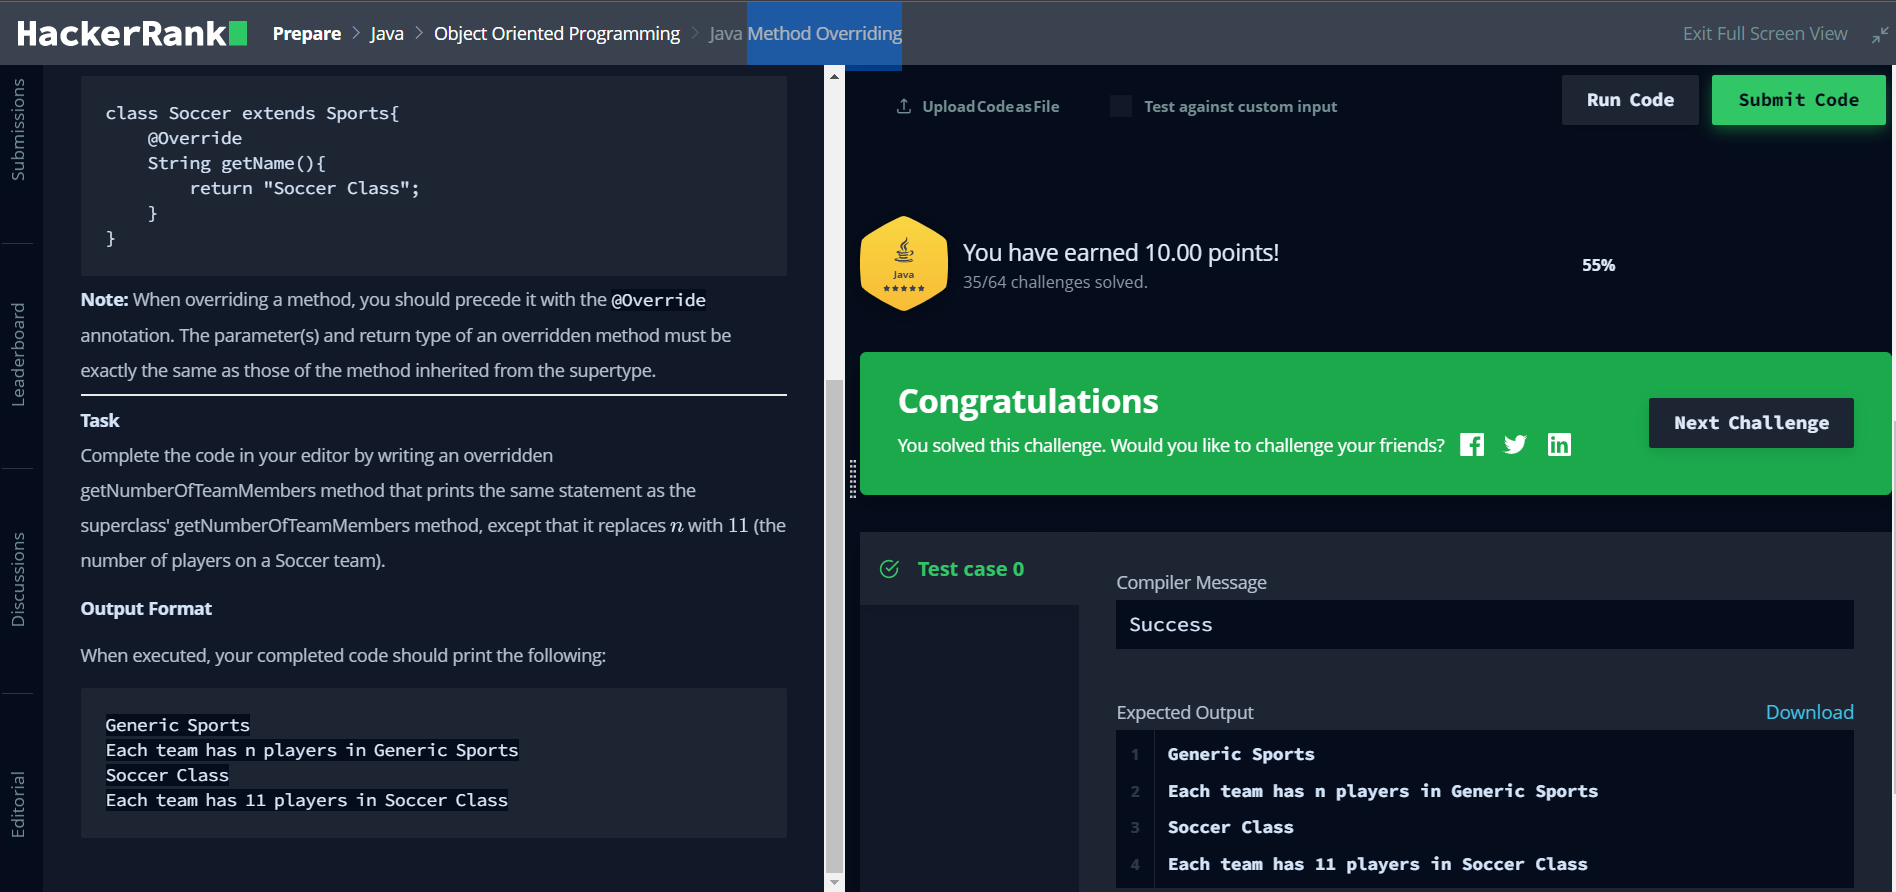 HackerRank
Prepare > Java > Object Oriented Programming > Java Method Overriding
Exit Full Screen View
Submissions
Leaderboard
Discussions
Editorial
class Soccer extends Sports{
    @Override
    String getName(){
        return "Soccer Class";
    }
}
Note: When overriding a method, you should precede it with the @Override
annotation. The parameter(s) and return type of an overridden method must be
exactly the same as those of the method inherited from the supertype.
Task
Complete the code in your editor by writing an overridden
getNumberOfTeamMembers method that prints the same statement as the
superclass' getNumberOfTeamMembers method, except that it replaces n with 11 (the
number of players on a Soccer team).
Output Format
When executed, your completed code should print the following:
Generic Sports
Each team has n players in Generic Sports
Soccer Class
Each team has 11 players in Soccer Class
Upload Code as File
Test against custom input
Run Code
Submit Code
Java
★★★★★
You have earned 10.00 points!
35/64 challenges solved.
55%
Congratulations
You solved this challenge. Would you like to challenge your friends?
Next Challenge
Test case 0
Compiler Message
Success
Expected Output
Download
1 Generic Sports
2 Each team has n players in Generic Sports
3 Soccer Class
4 Each team has 11 players in Soccer Class